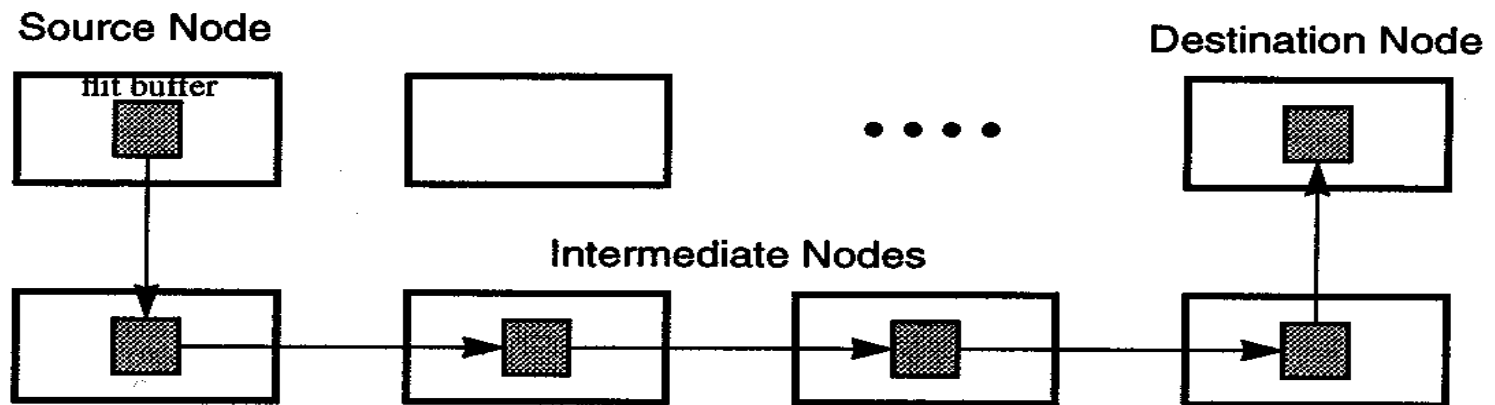 Source Node
Destination Node
flit buffer
Intermediate Nodes